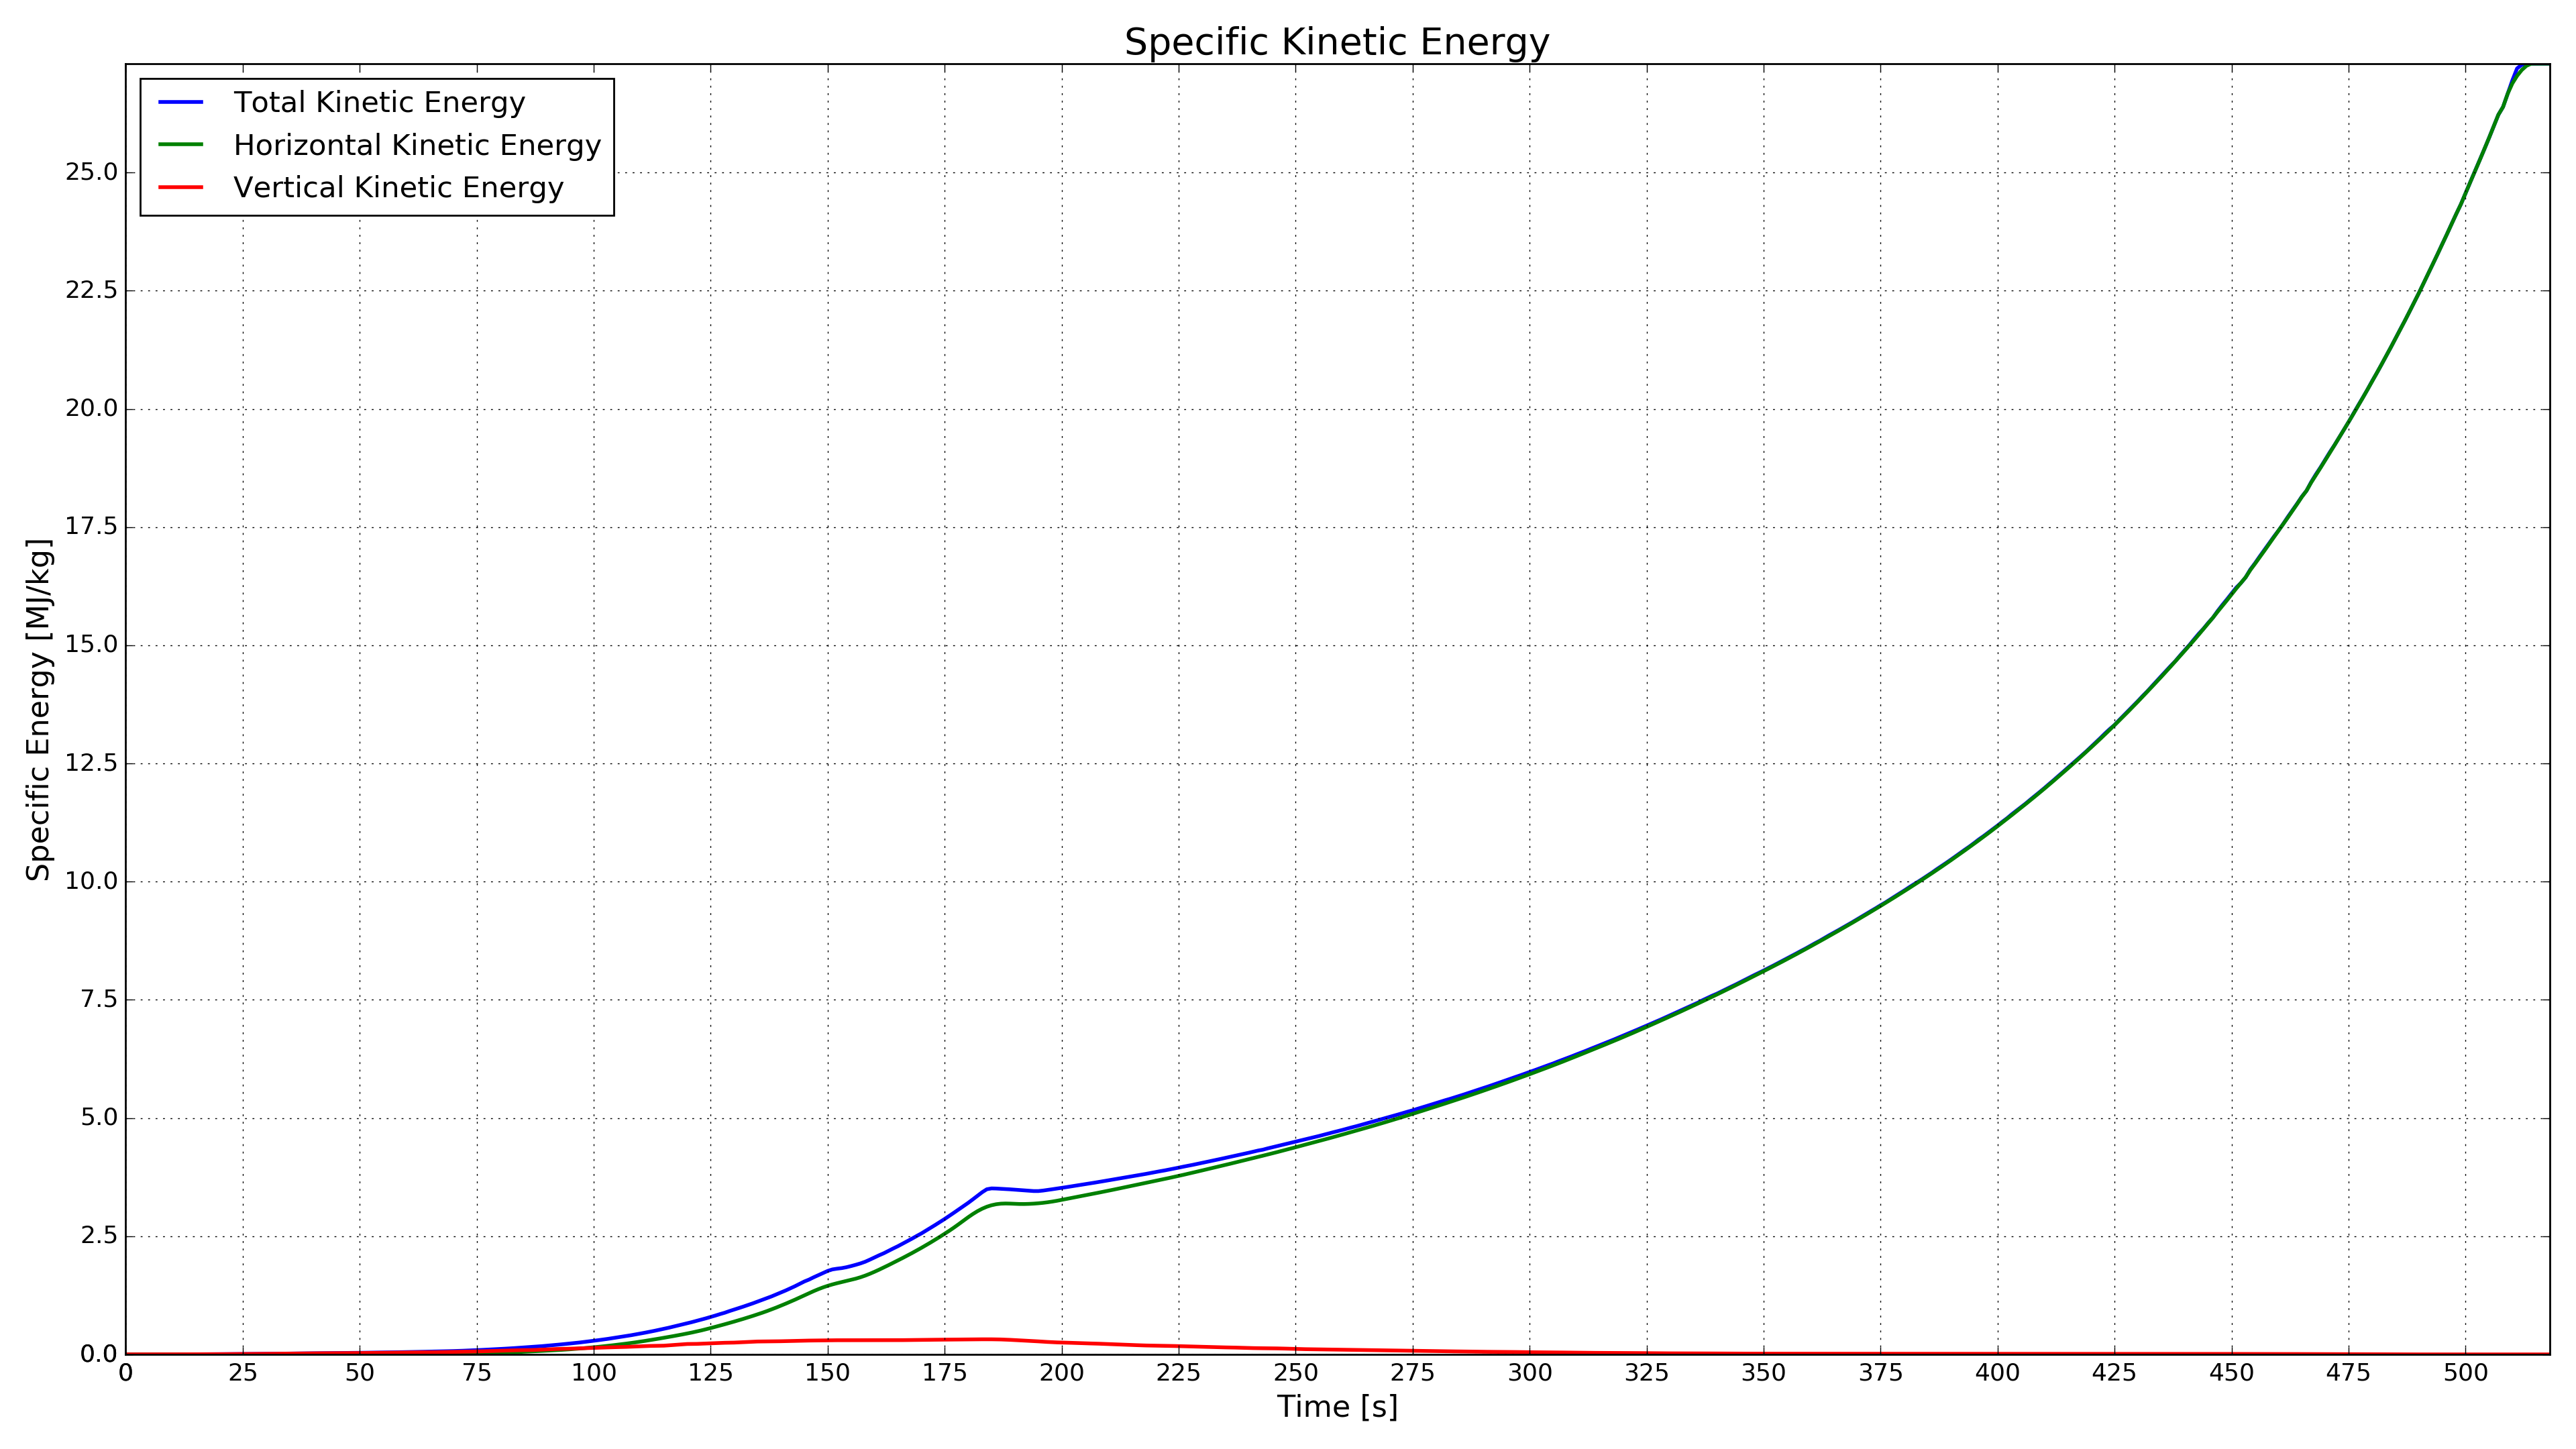 Specific Kinetic Energy
Total Kinetic Energy
Horizontal Kinetic Energy
Vertical Kinetic Energy
Specific Energy [MJ/kg]
25.0
22.5
20.0
17.5
15.0
12.5
10.0
7.5
5.0
2.5
0.0
0 25 50 75 100 125 150 175 200 225 250 275 300 325 350 375 400 425 450 475 500
Time [s]